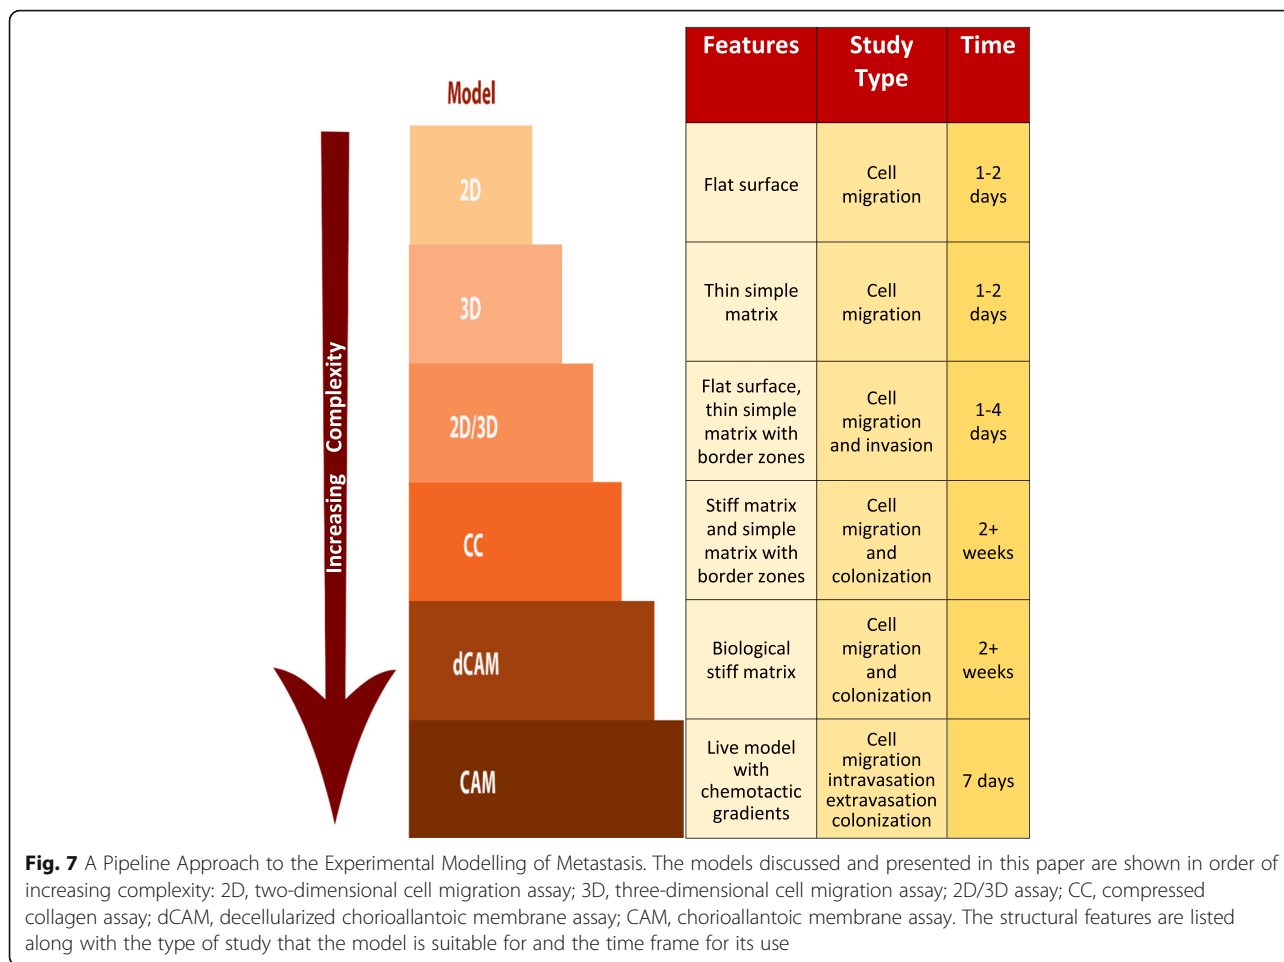 Features
Study
Type
Time
Model
Increasing Complexity
2D
Flat surface
Cell
migration
1-2
days
3D
Thin simple
matrix
Cell
migration
1-2
days
2D/3D
Flat surface,
thin simple
matrix with
border zones
Cell
migration
and invasion
1-4
days
CC
Stiff matrix
and simple
matrix with
border zones
Cell
migration
and
colonization
2+
weeks
dCAM
Biological
stiff matrix
Cell
migration
and
colonization
2+
weeks
CAM
Live model
with
chemotactic
gradients
Cell
migration
intravasation
extravasation
colonization
7 days
Fig. 7 A Pipeline Approach to the Experimental Modelling of Metastasis. The models discussed and presented in this paper are shown in order of
increasing complexity: 2D, two-dimensional cell migration assay; 3D, three-dimensional cell migration assay; 2D/3D assay; CC, compressed
collagen assay; dCAM, decellularized chorioallantoic membrane assay; CAM, chorioallantoic membrane assay. The structural features are listed
along with the type of study that the model is suitable for and the time frame for its use